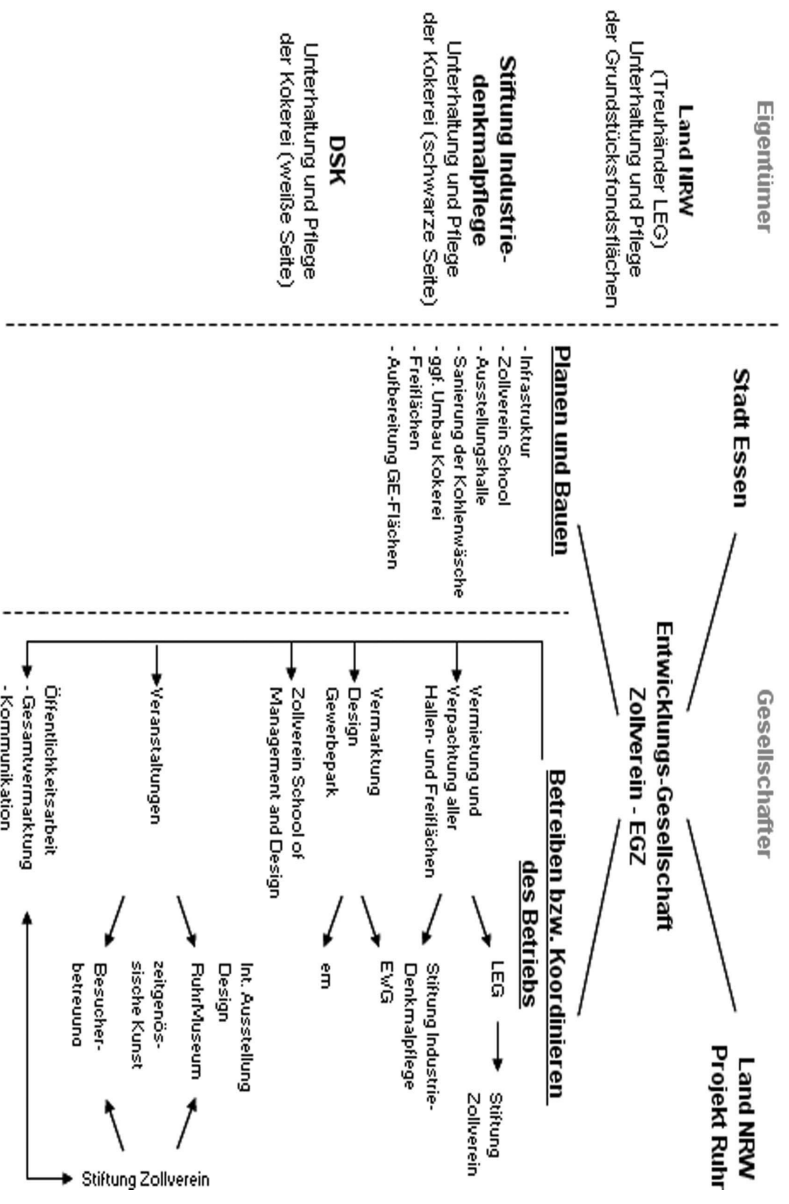 Eigentümer
Land NRW
(Treuhänder LEG)
Unterhaltung und Pflege
der Grundstücksfondsflächen
Stiftung Industrie-
denkmalpflege
Unterhaltung und Pflege
der Kokerei (schwarze Seite)
DSK
Unterhaltung und Pflege
der Kokerei (weiße Seite)
Gesellschafter
Stadt Essen
Land NRW
Projekt Ruhr
Entwicklungs-Gesellschaft
Zollverein - EGZ
Planen und Bauen
- Infrastruktur
- Zollverein School
- Ausstellungshalle
- Sanierung der Kohlenwäsche
- ggf. Umbau Kokerei
- Freiflächen
- Aufbereitung GE-Flächen
Betreiben bzw. Koordinieren
des Betriebs
Vermietung und
Verpachtung aller
Hallen- und Freiflächen
LEG
Stiftung
Zollverein
Stiftung Industrie-
Denkmalpflege
Vermarktung
Design
Gewerbepark
EWG
em
Zollverein School of
Management and Design
Veranstaltungen
Int. Ausstellung
Design
RuhrMuseum
zeitgenös-
sische Kunst
Besucher-
betreuung
Öffentlichkeitsarbeit
- Gesamtvermarktung
- Kommunikation
Stiftung Zollverein